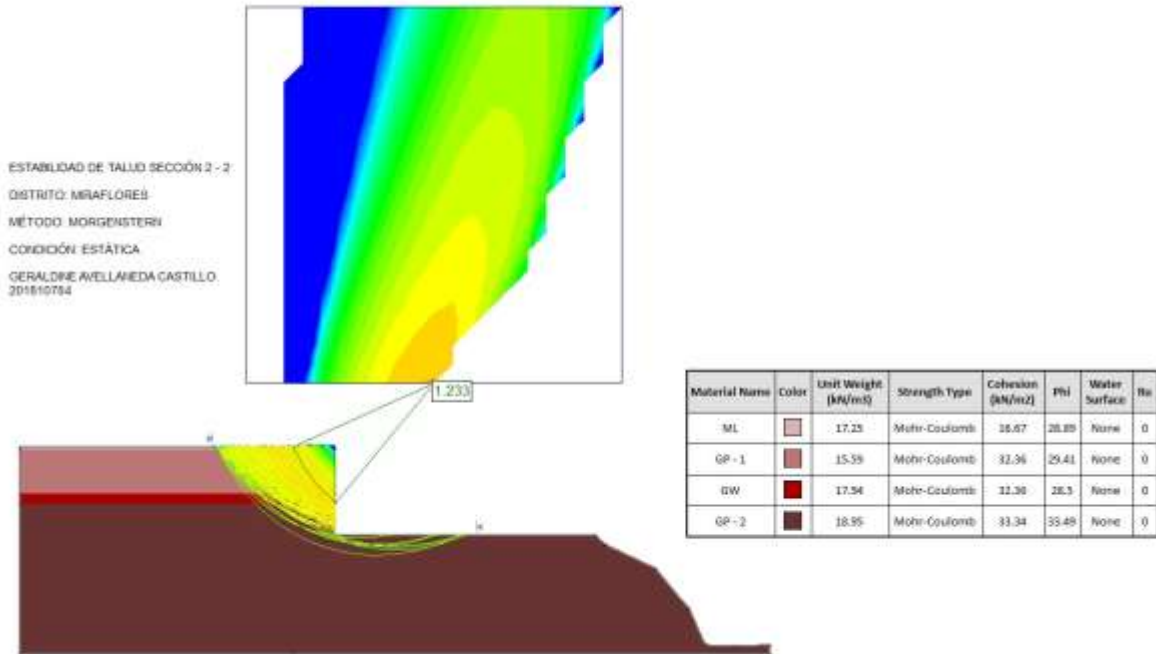 ESTABILIDAD DE TALUD SECCIÓN 2 - 2
DISTRITO: MIRAFLORES
MÉTODO: MORGENSTERN
CONDICIÓN: ESTÁTICA
GERALDINE AVELLANEDA CASTILLO
201810784
1.233
Material Name Color Unit Weight (kN/m3) Strength Type Cohesion (kN/m2) Phi Water Surface Ru
ML 17.25 Mohr-Coulomb 16.67 28.89 None 0
GP - 1 15.59 Mohr-Coulomb 32.36 29.41 None 0
GW 17.94 Mohr-Coulomb 32.36 28.5 None 0
GP - 2 18.95 Mohr-Coulomb 33.34 33.49 None 0